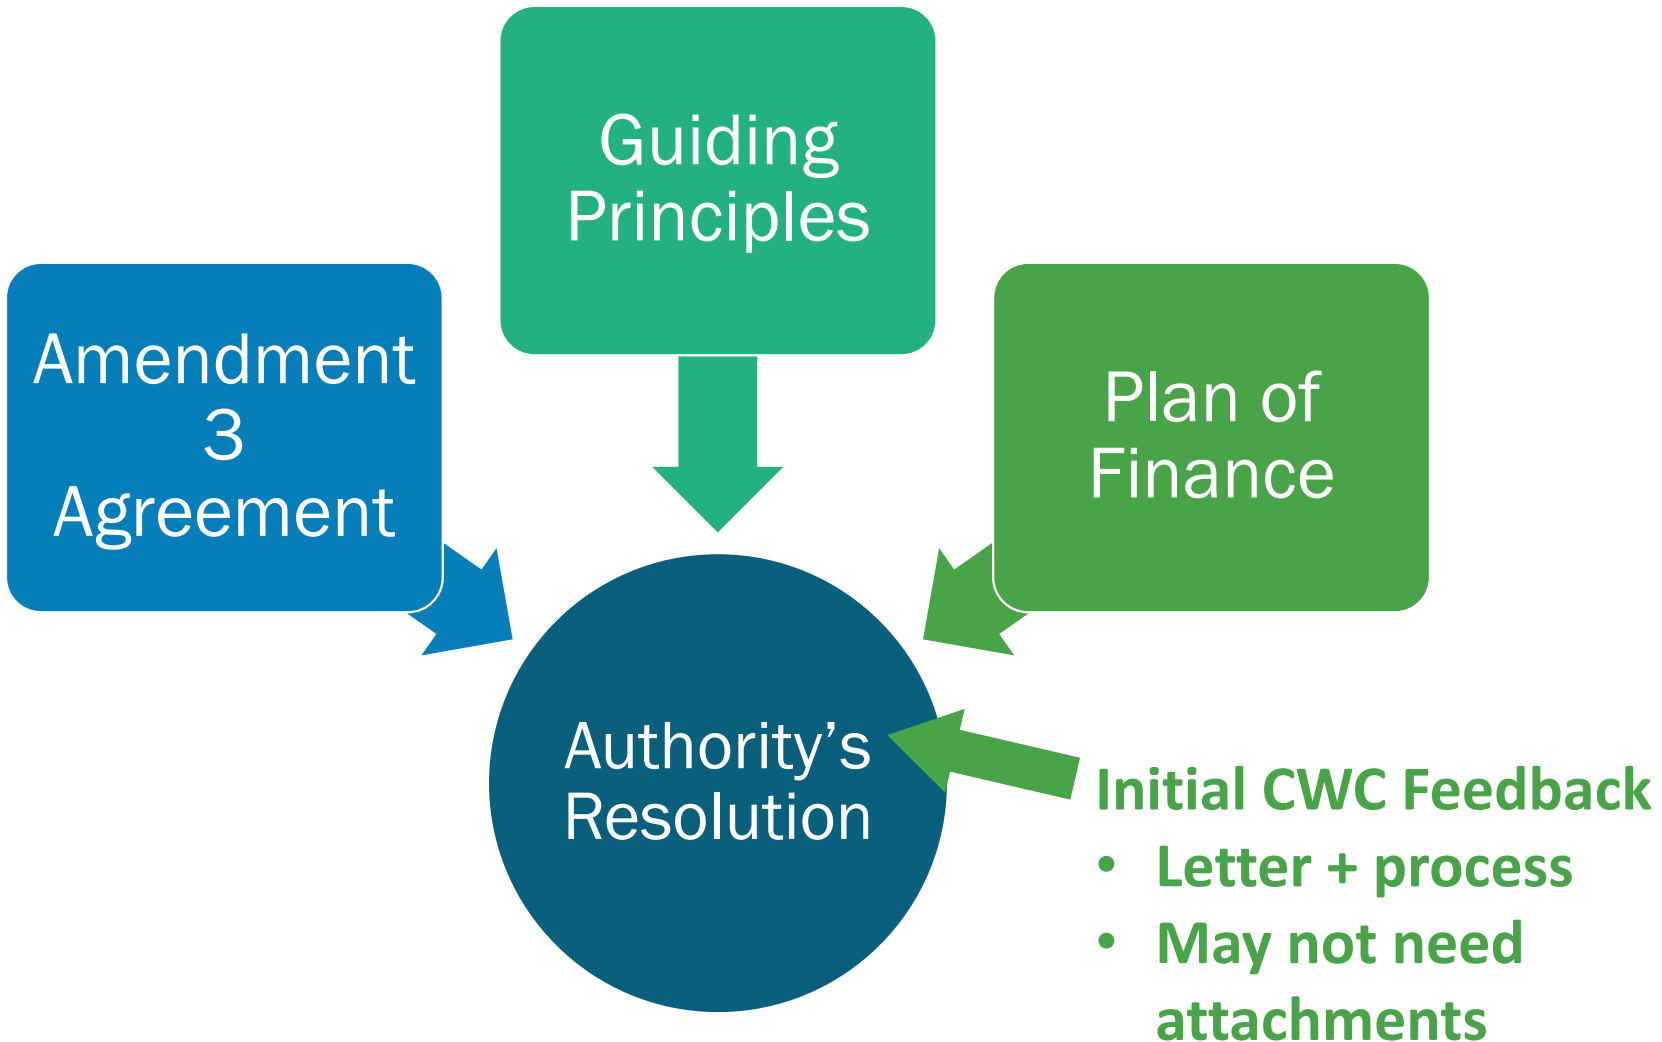 Guiding
Principles
Amendment
3
Agreement
Plan of
Finance
Authority’s
Resolution
Initial CWC Feedback
• Letter + process
• May not need
attachments